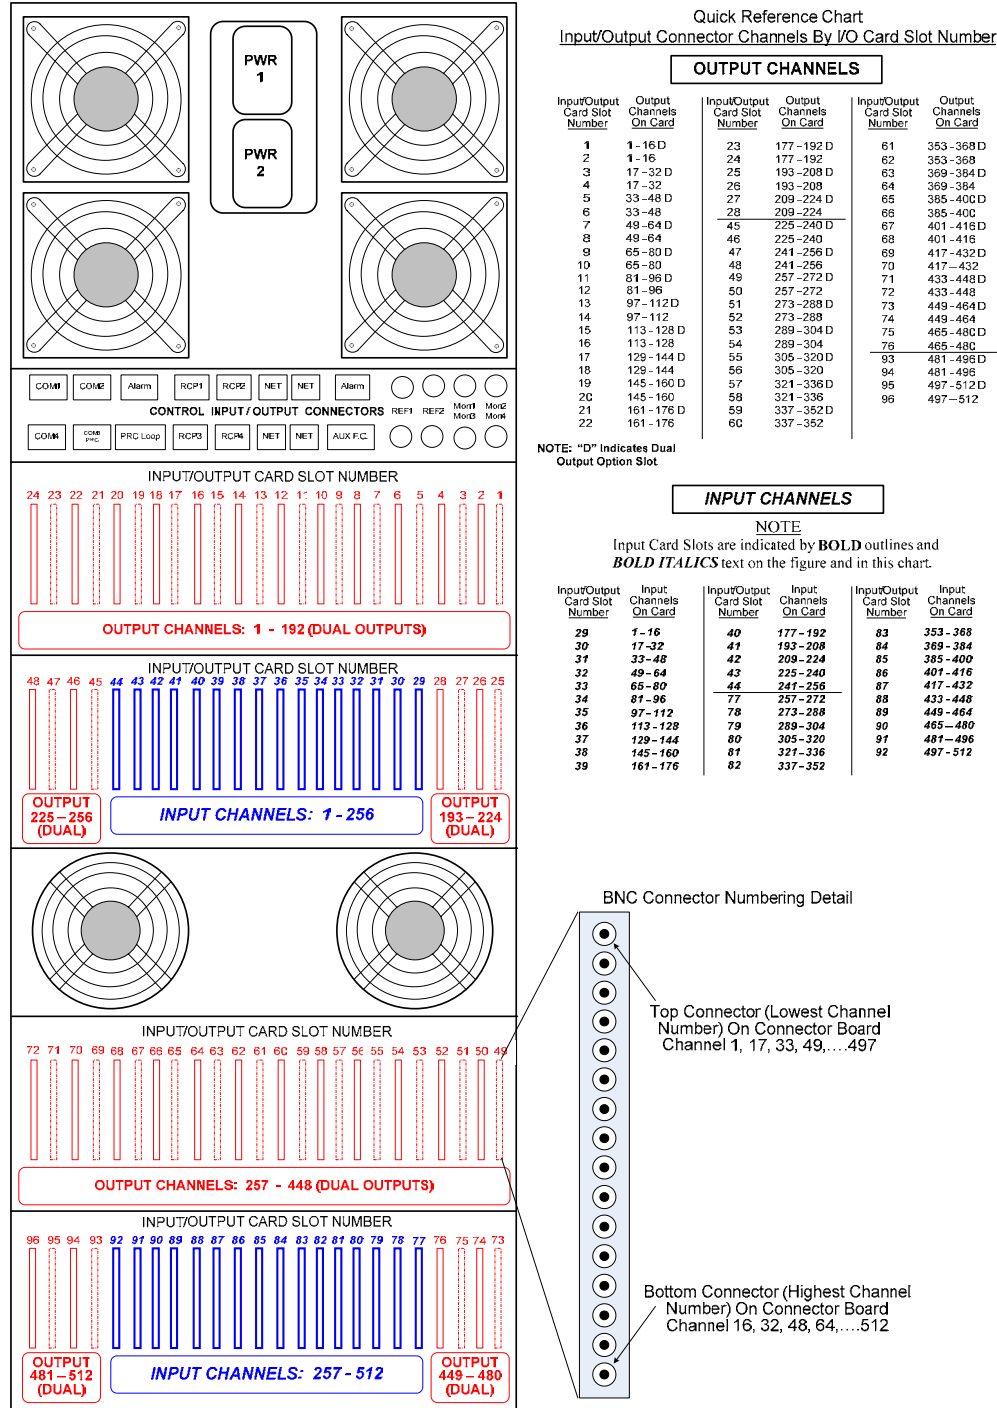 Quick Reference Chart
Input/Output Connector Channels By I/O Card Slot Number
OUTPUT CHANNELS
Input/Output Card Slot Number	Output Channels On Card	Input/Output Card Slot Number	Output Channels On Card	Input/Output Card Slot Number	Output Channels On Card
1	1-16 D	23	177-192 D	61	353-368 D
2	1-16	24	177-192	62	353-368
3	17-32 D	25	193-208 D	63	369-384 D
4	17-32	26	193-208	64	369-384
5	33-48 D	27	209-224 D	65	385-400 D
6	33-48	28	209-224	66	385-400
7	49-64 D	45	225-240 D	67	401-416 D
8	49-64	46	225-240	68	401-416
9	65-80 D	47	241-256 D	69	417-432 D
10	65-80	48	241-256	70	417-432
11	81-96 D	49	257-272 D	71	433-448 D
12	81-96	50	257-272	72	433-448
13	97-112 D	51	273-288 D	73	449-464 D
14	97-112	52	273-288	74	449-464
15	113-128 D	53	289-304 D	75	465-480 D
16	113-128	54	289-304	76	465-480
17	129-144 D	55	305-320 D	93	481-496 D
18	129-144	56	305-320	94	481-496
19	145-160 D	57	321-336 D	95	497-512 D
20	145-160	58	321-336	96	497-512
21	161-176 D	59	337-352 D
22	161-176	60	337-352
NOTE: "D" Indicates Dual
Output Option Slot
INPUT CHANNELS
NOTE
Input Card Slots are indicated by BOLD outlines and
BOLD ITALICS text on the figure and in this chart.
Input/Output Card Slot Number	Input Channels On Card	Input/Output Card Slot Number	Input Channels On Card	Input/Output Card Slot Number	Input Channels On Card
29	1-16	40	177-192	83	353-368
30	17-32	41	193-208	84	369-384
31	33-48	42	209-224	85	385-400
32	49-64	43	225-240	86	401-416
33	65-80	44	241-256	87	417-432
34	81-96	77	257-272	88	433-448
35	97-112	78	273-288	89	449-464
36	113-128	79	289-304	90	465-480
37	129-144	80	305-320	91	481-496
38	145-160	81	321-336	92	497-512
39	161-176	82	337-352
PWR
1
PWR
2
COM1 COM2 Alarm RCP1 RCP2 NET NET Alarm
CONTROL INPUT/OUTPUT CONNECTORS REF1 REF2 Mon1 Mon2
Mon3 Mon4
COM4 COM3 PRC PRC Loop RCP3 RCP4 NET NET AUX F.C.
INPUT/OUTPUT CARD SLOT NUMBER
24 23 22 21 20 19 18 17 16 15 14 13 12 11 10 9 8 7 6 5 4 3 2 1
OUTPUT CHANNELS: 1 - 192 (DUAL OUTPUTS)
INPUT/OUTPUT CARD SLOT NUMBER
48 47 46 45 44 43 42 41 40 39 38 37 36 35 34 33 32 31 30 29 28 27 26 25
OUTPUT
225-256
(DUAL)
INPUT CHANNELS: 1 - 256
OUTPUT
193-224
(DUAL)
INPUT/OUTPUT CARD SLOT NUMBER
72 71 70 69 68 67 66 65 64 63 62 61 60 59 58 57 56 55 54 53 52 51 50 49
OUTPUT CHANNELS: 257 - 448 (DUAL OUTPUTS)
INPUT/OUTPUT CARD SLOT NUMBER
96 95 94 93 92 91 90 89 88 87 86 85 84 83 82 81 80 79 78 77 76 75 74 73
OUTPUT
481-512
(DUAL)
INPUT CHANNELS: 257 - 512
OUTPUT
449-480
(DUAL)
BNC Connector Numbering Detail
Top Connector (Lowest Channel
Number) On Connector Board
Channel 1, 17, 33, 49,....497
Bottom Connector (Highest Channel
Number) On Connector Board
Channel 16, 32, 48, 64,....512